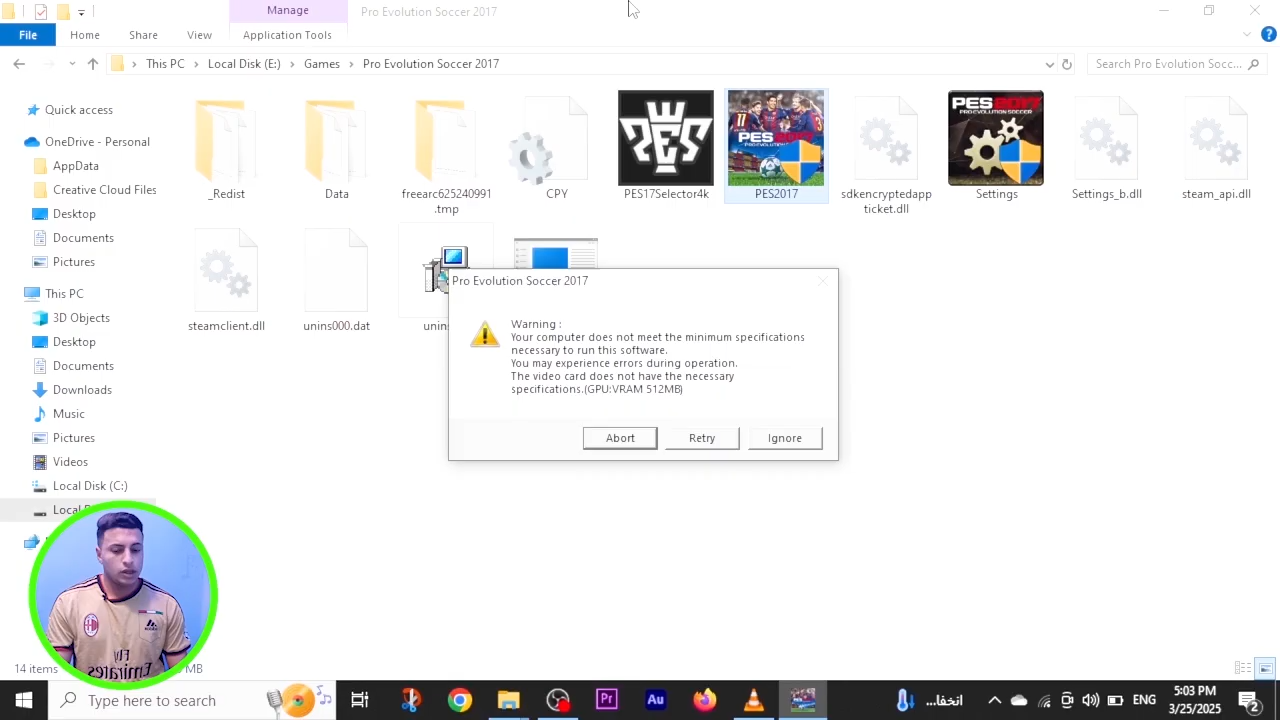 Manage
Pro Evolution Soccer 2017
File
Home
Share
View
Application Tools
This PC
Local Disk (E:)
Games
Pro Evolution Soccer 2017
Search Pro Evolution Socc...
Quick access
OneDrive - Personal
AppData
Creative Cloud Files
Desktop
Documents
Pictures
This PC
3D Objects
Desktop
Documents
Downloads
Music
Pictures
Videos
Local Disk (C:)
_Redist
Data
freearc625240991
.tmp
CPY
PES17Selector4k
PES2017
sdkencryptedapp
ticket.dll
Settings
Settings_b.dll
steam_api.dll
steamclient.dll
unins000.dat
Pro Evolution Soccer 2017
Warning :
Your computer does not meet the minimum specifications
necessary to run this software.
You may experience errors during operation.
The video card does not have the necessary
specifications.(GPU:VRAM 512MB)
Abort
Retry
Ignore
14 items
MB
Type here to search
Pr
Au
انخفا...
ENG
5:03 PM
3/25/2025
2